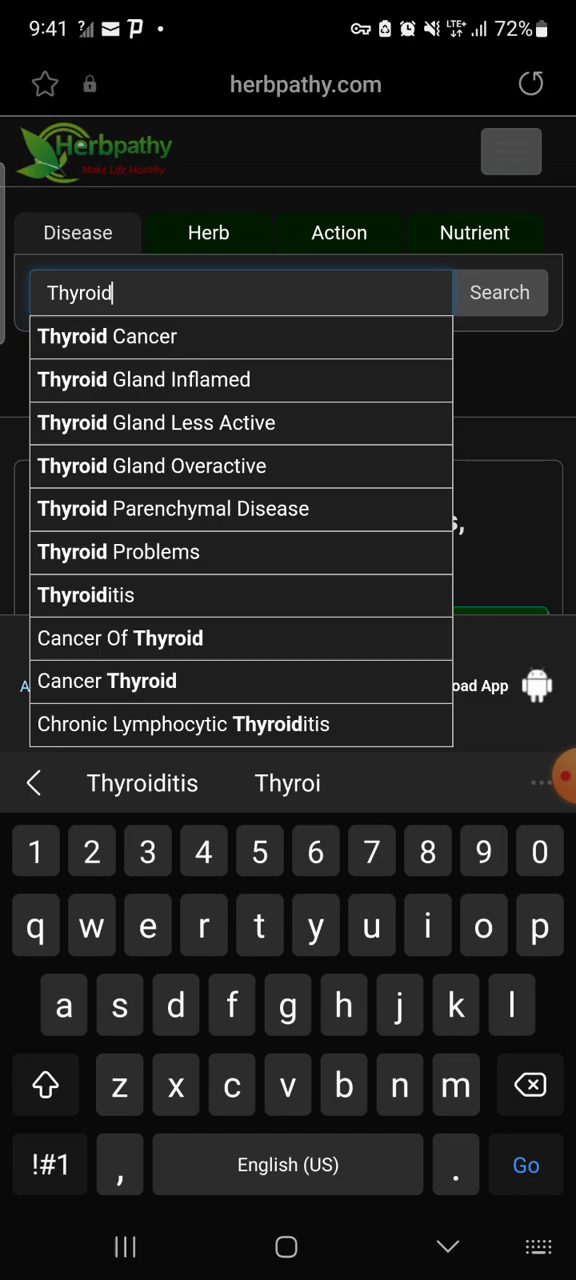 9:41
LTE+
72%
herbpathy.com
Herbpathy
Make Life Healthy
Disease Herb Action Nutrient
Thyroid
Search
Thyroid Cancer
Thyroid Gland Inflamed
Thyroid Gland Less Active
Thyroid Gland Overactive
Thyroid Parenchymal Disease
s,
Thyroid Problems
Thyroiditis
Cancer Of Thyroid
A
Cancer Thyroid
oad App
Chronic Lymphocytic Thyroiditis
Thyroiditis Thyroi
1 2 3 4 5 6 7 8 9 0
q w e r t y u i o p
a s d f g h j k l
z x c v b n m
!#1 , English (US) . Go